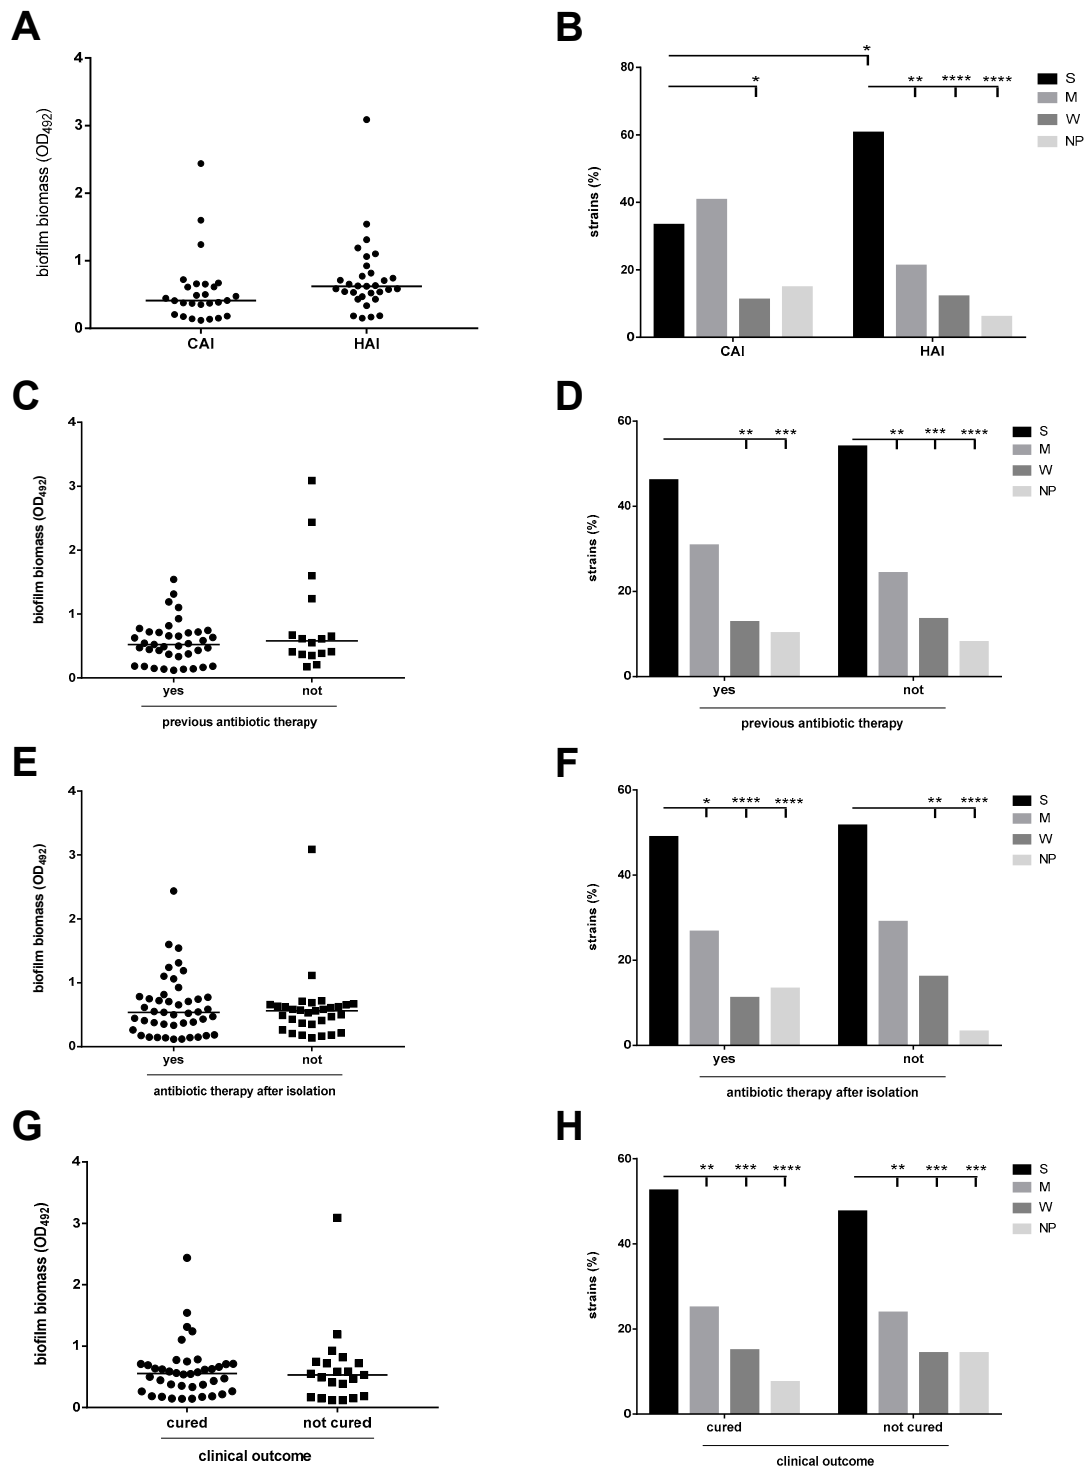 A
4
3
2
1
0
biofilm biomass (OD492)
CAI
HAI
B
80
60
40
20
0
strains (%)
*
*
**
****
****
S
M
W
NP
CAI
HAI
C
4
3
2
1
0
biofilm biomass (OD492)
yes
not
previous antibiotic therapy
D
60
40
20
0
strains (%)
**
***
**
***
****
S
M
W
NP
yes
not
previous antibiotic therapy
E
4
3
2
1
0
biofilm biomass (OD492)
yes
not
antibiotic therapy after isolation
F
60
40
20
0
strains (%)
*
****
****
**
****
S
M
W
NP
yes
not
antibiotic therapy after isolation
G
4
3
2
1
0
biofilm biomass (OD492)
cured
not cured
clinical outcome
H
60
40
20
0
strains (%)
**
***
****
**
***
***
S
M
W
NP
cured
not cured
clinical outcome